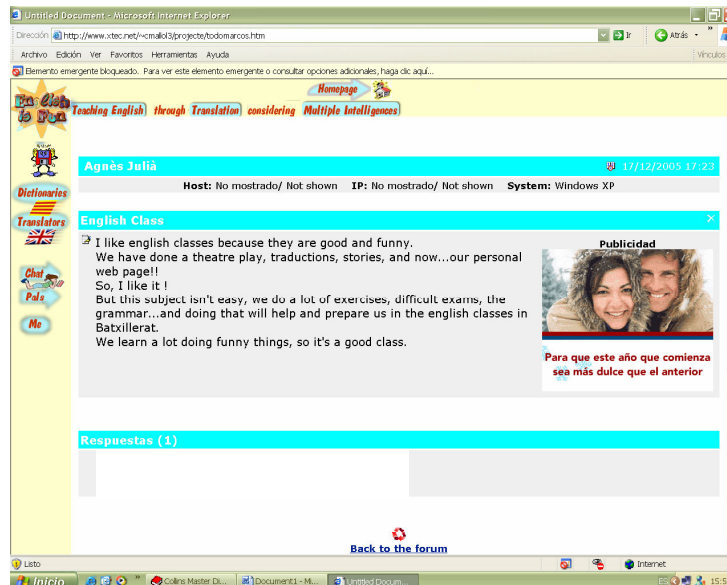 Untitled Document - Microsoft Internet Explorer
Dirección http://www.xtec.net/~cmallol3/projecte/todomarcos.htm Ir Atrás
Archivo Edición Ver Favoritos Herramientas Ayuda Vínculos
Elemento emergente bloqueado. Para ver este elemento emergente o consultar opciones adicionales, haga clic aquí...
Homepage
Teaching English through Translation considering Multiple Intelligences
Agnès Julià 17/12/2005 17:23
Host: No mostrado/ Not shown IP: No mostrado/ Not shown System: Windows XP
Dictionaries
Translators
Chat
Pals
Me
English Class
I like english classes because they are good and funny.
We have done a theatre play, traductions, stories, and now...our personal
web page!!
So, I like it !
But this subject isn't easy, we do a lot of exercises, difficult exams, the
grammar...and doing that will help and prepare us in the english classes in
Batxillerat.
We learn a lot doing funny things, so it's a good class.
Publicidad
Para que este año que comienza
sea más dulce que el anterior
Respuestas (1)
Back to the forum
Listo Internet
Inicio Collins Master Di... Document1 - Mi... Untitled Docum... ES